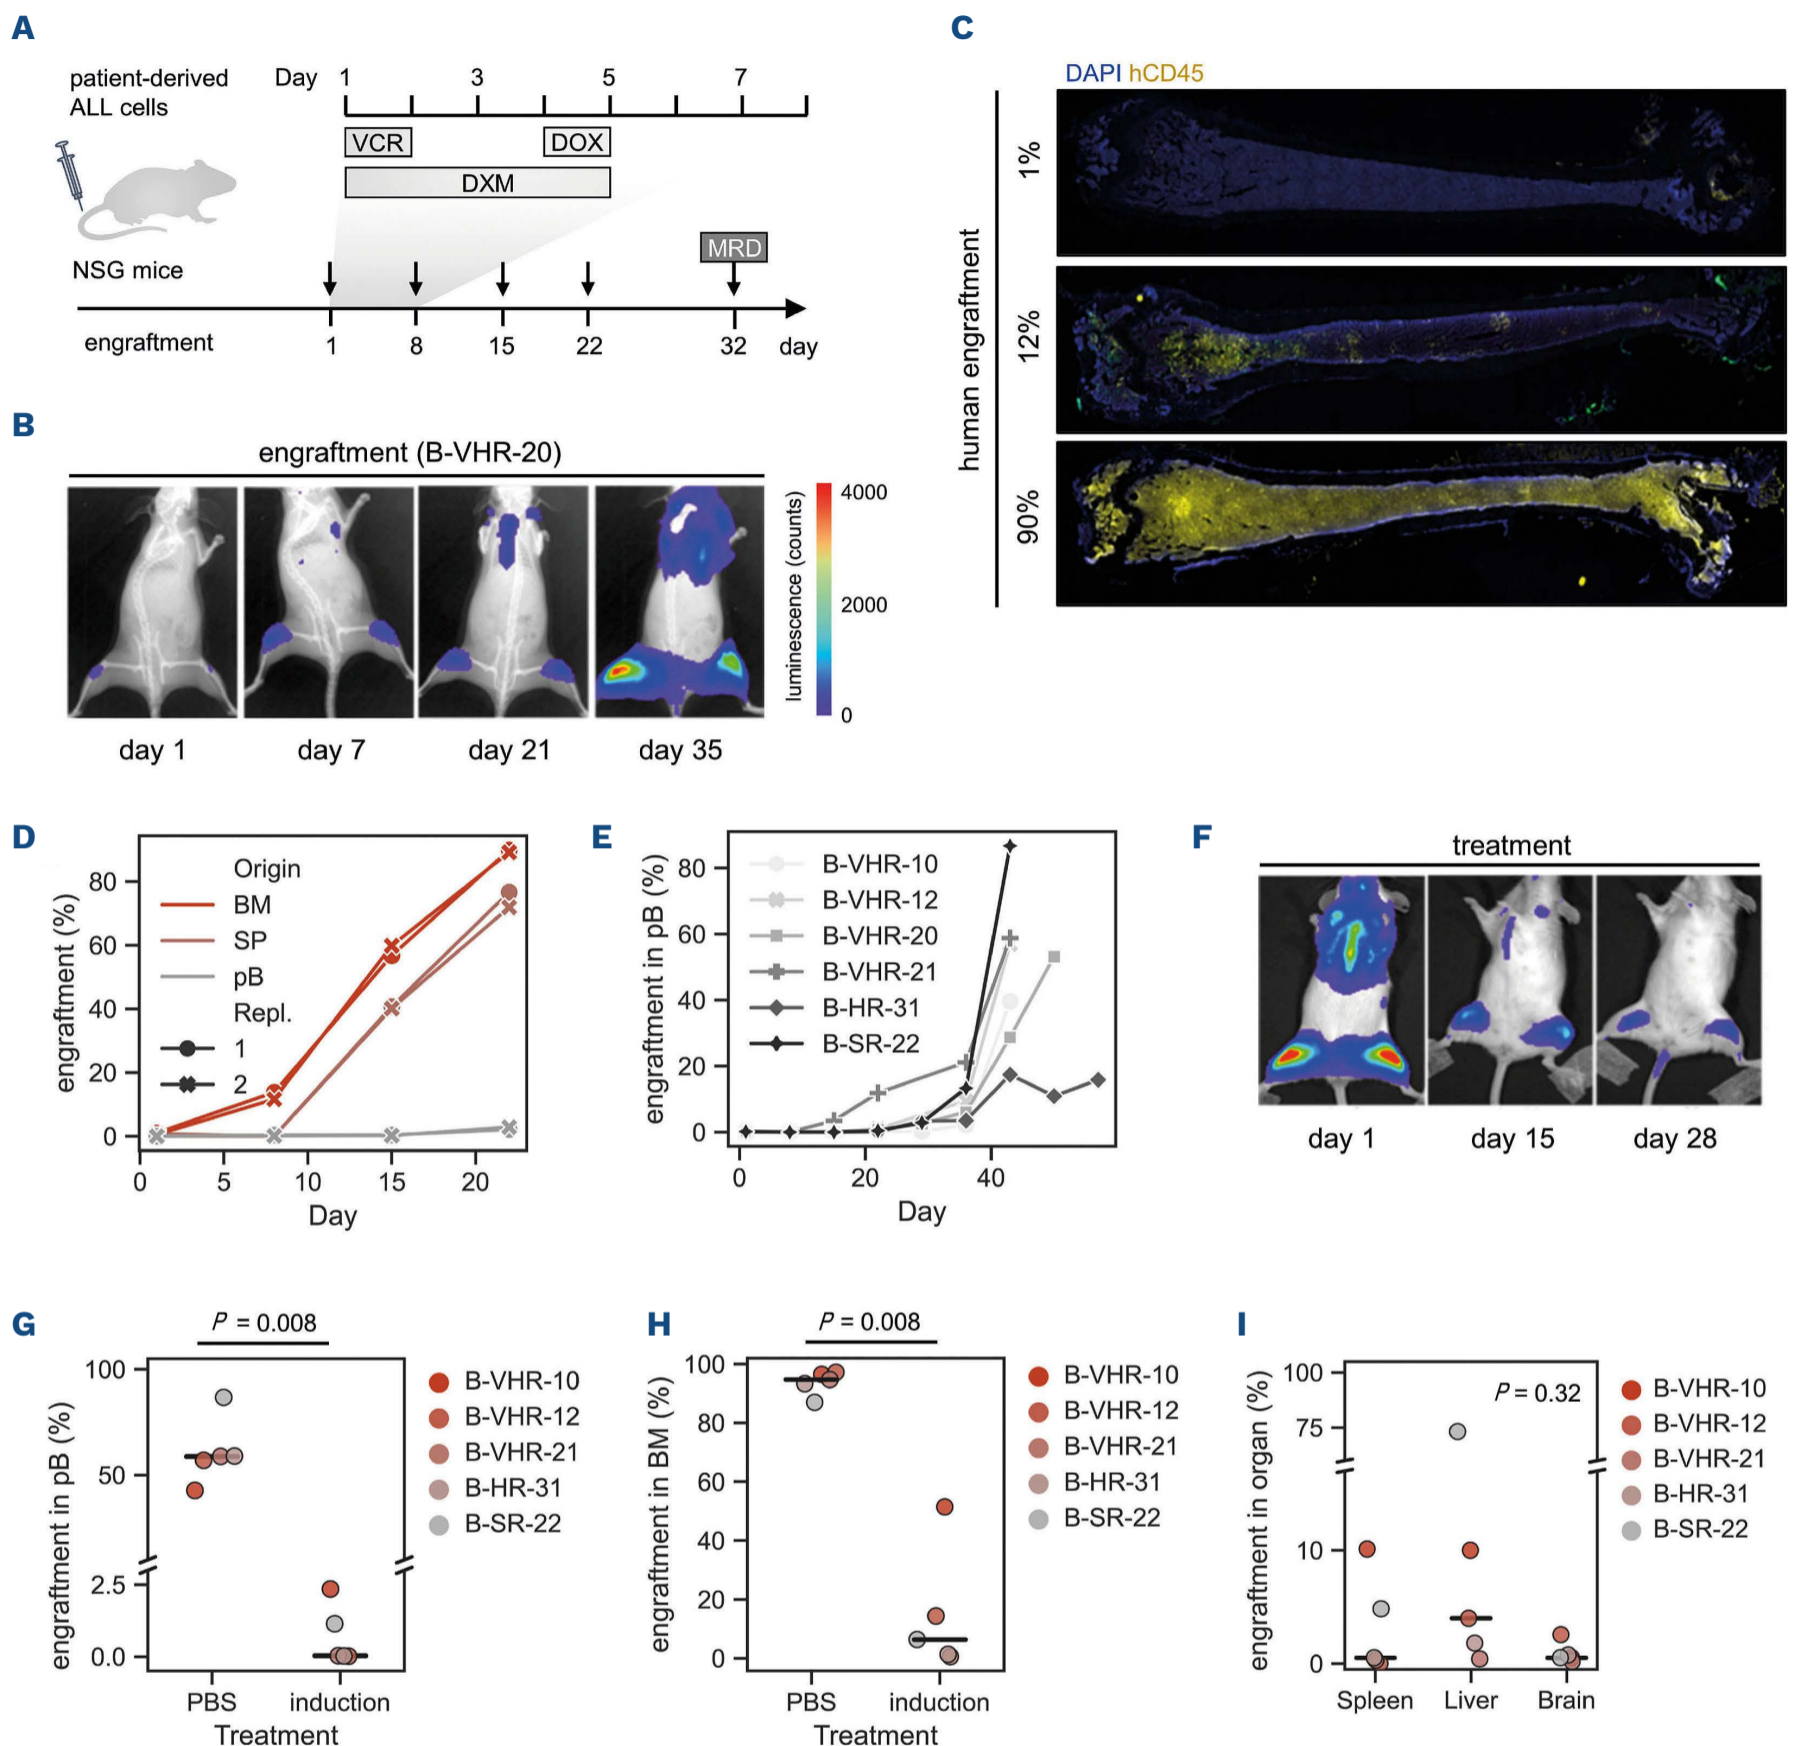 A
patient-derived
ALL cells
Day 1 3 5 7
VCR
DOX
DXM
MRD
NSG mice
engraftment
1 8 15 22 32 day
B
engraftment (B-VHR-20)
day 1 day 7 day 21 day 35
luminescence (counts)
4000
2000
0
C
DAPI hCD45
human engraftment
1%
12%
90%
D
engraftment (%)
80
60
40
20
0
Origin
BM
SP
pB
Repl.
1
2
0 5 10 15 20
Day
E
engraftment in pB (%)
80
60
40
20
0
B-VHR-10
B-VHR-12
B-VHR-20
B-VHR-21
B-HR-31
B-SR-22
0 20 40
Day
F
treatment
day 1 day 15 day 28
G
P = 0.008
engraftment in pB (%)
100
50
2.5
0.0
PBS induction
Treatment
B-VHR-10
B-VHR-12
B-VHR-21
B-HR-31
B-SR-22
H
P = 0.008
engraftment in BM (%)
100
80
60
40
20
0
PBS induction
Treatment
B-VHR-10
B-VHR-12
B-VHR-21
B-HR-31
B-SR-22
I
engraftment in organ (%)
100
75
10
0
P = 0.32
Spleen Liver Brain
B-VHR-10
B-VHR-12
B-VHR-21
B-HR-31
B-SR-22